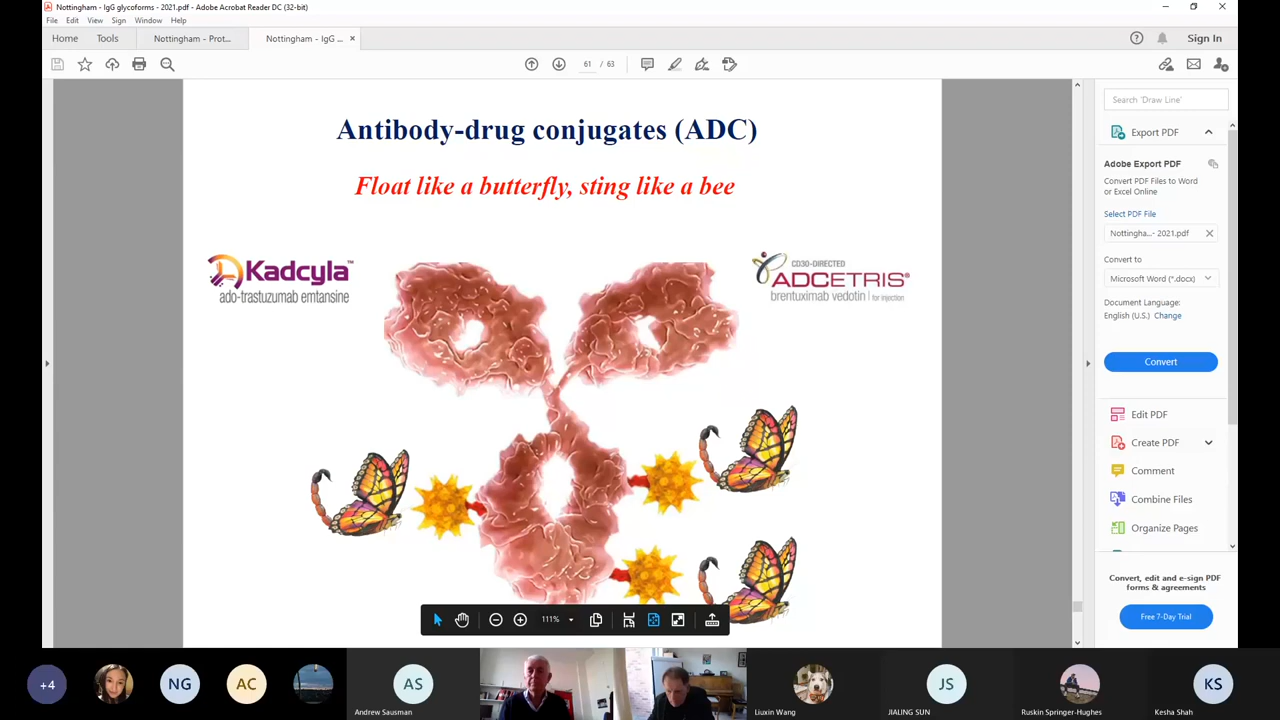 Nottingham - IgG glycoforms - 2021.pdf - Adobe Acrobat Reader DC (32-bit)
File Edit View Sign Window Help
Home Tools Nottingham - Prot... Nottingham - IgG ... × Sign In
61 / 63
Search 'Draw Line'
Antibody-drug conjugates (ADC)
Float like a butterfly, sting like a bee
Kadcyla™
ado-trastuzumab emtansine
CD30-DIRECTED
ADCETRIS®
brentuximab vedotin | for injection
Export PDF
Adobe Export PDF
Convert PDF Files to Word
or Excel Online
Select PDF File
Nottingha...- 2021.pdf
Convert to
Microsoft Word (*.docx)
Document Language:
English (U.S.) Change
Convert
Edit PDF
Create PDF
Comment
Combine Files
Organize Pages
Convert, edit and e-sign PDF
forms & agreements
Free 7-Day Trial
111%
+4 NG AC AS JS KS
Andrew Sausman Liuxin Wang JIALING SUN Ruskin Springer-Hughes Kesha Shah